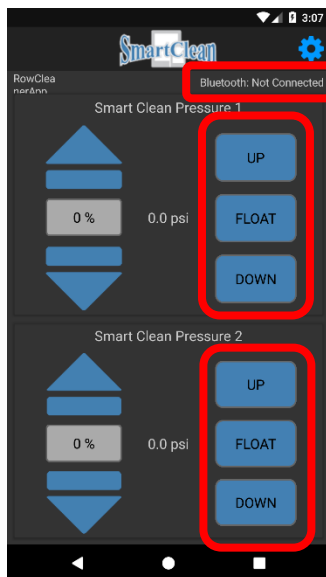 3:07
SmartClean
RowClea
nerApp
Bluetooth: Not Connected
Smart Clean Pressure 1
UP
0 %
0.0 psi
FLOAT
DOWN
Smart Clean Pressure 2
UP
0 %
0.0 psi
FLOAT
DOWN